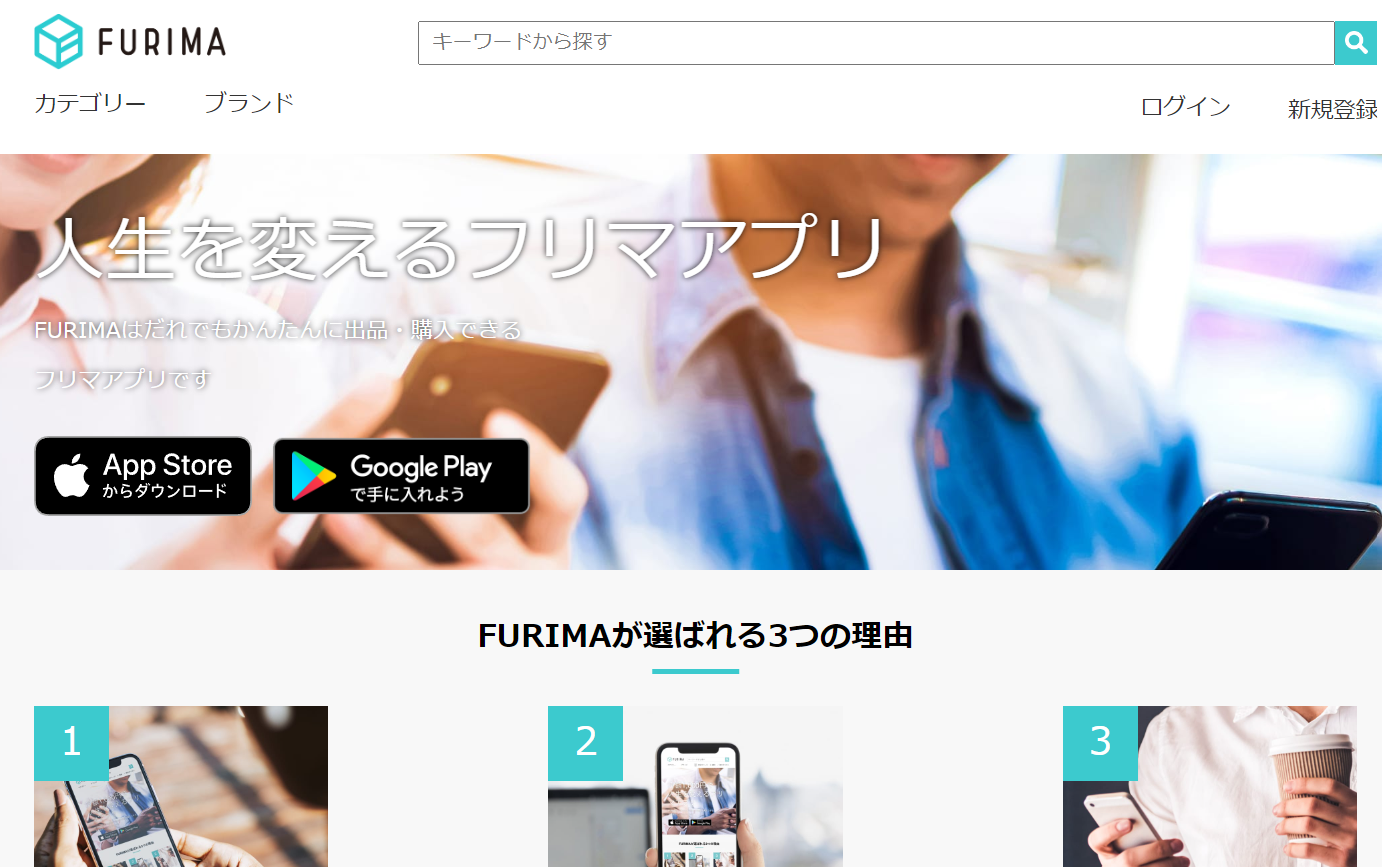 FURIMA
キーワードから探す
カテゴリー
ブランド
ログイン
新規登録
人生を変えるフリマアプリ
FURIMAはだれでもかんたんに出品・購入できる
フリマアプリです
App Store
からダウンロード
Google Play
で手に入れよう
FURIMAが選ばれる3つの理由
1
2
3